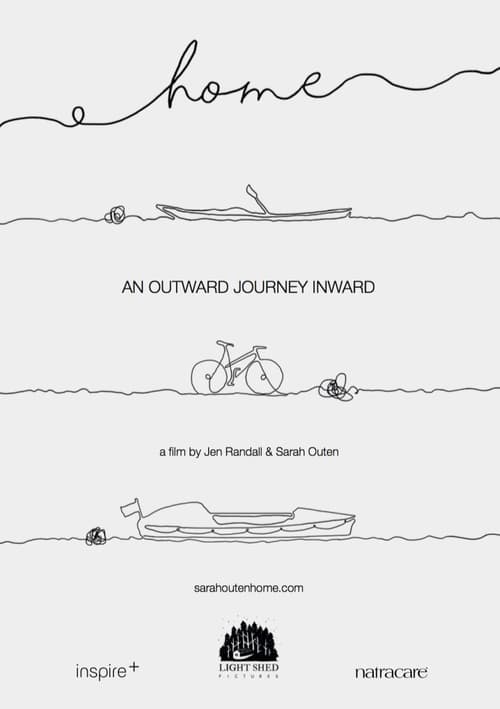 home
AN OUTWARD JOURNEY INWARD
a film by Jen Randall & Sarah Outen
sarahoutenhome.com
inspire+
LIGHT SHED
PICTURES
natracare